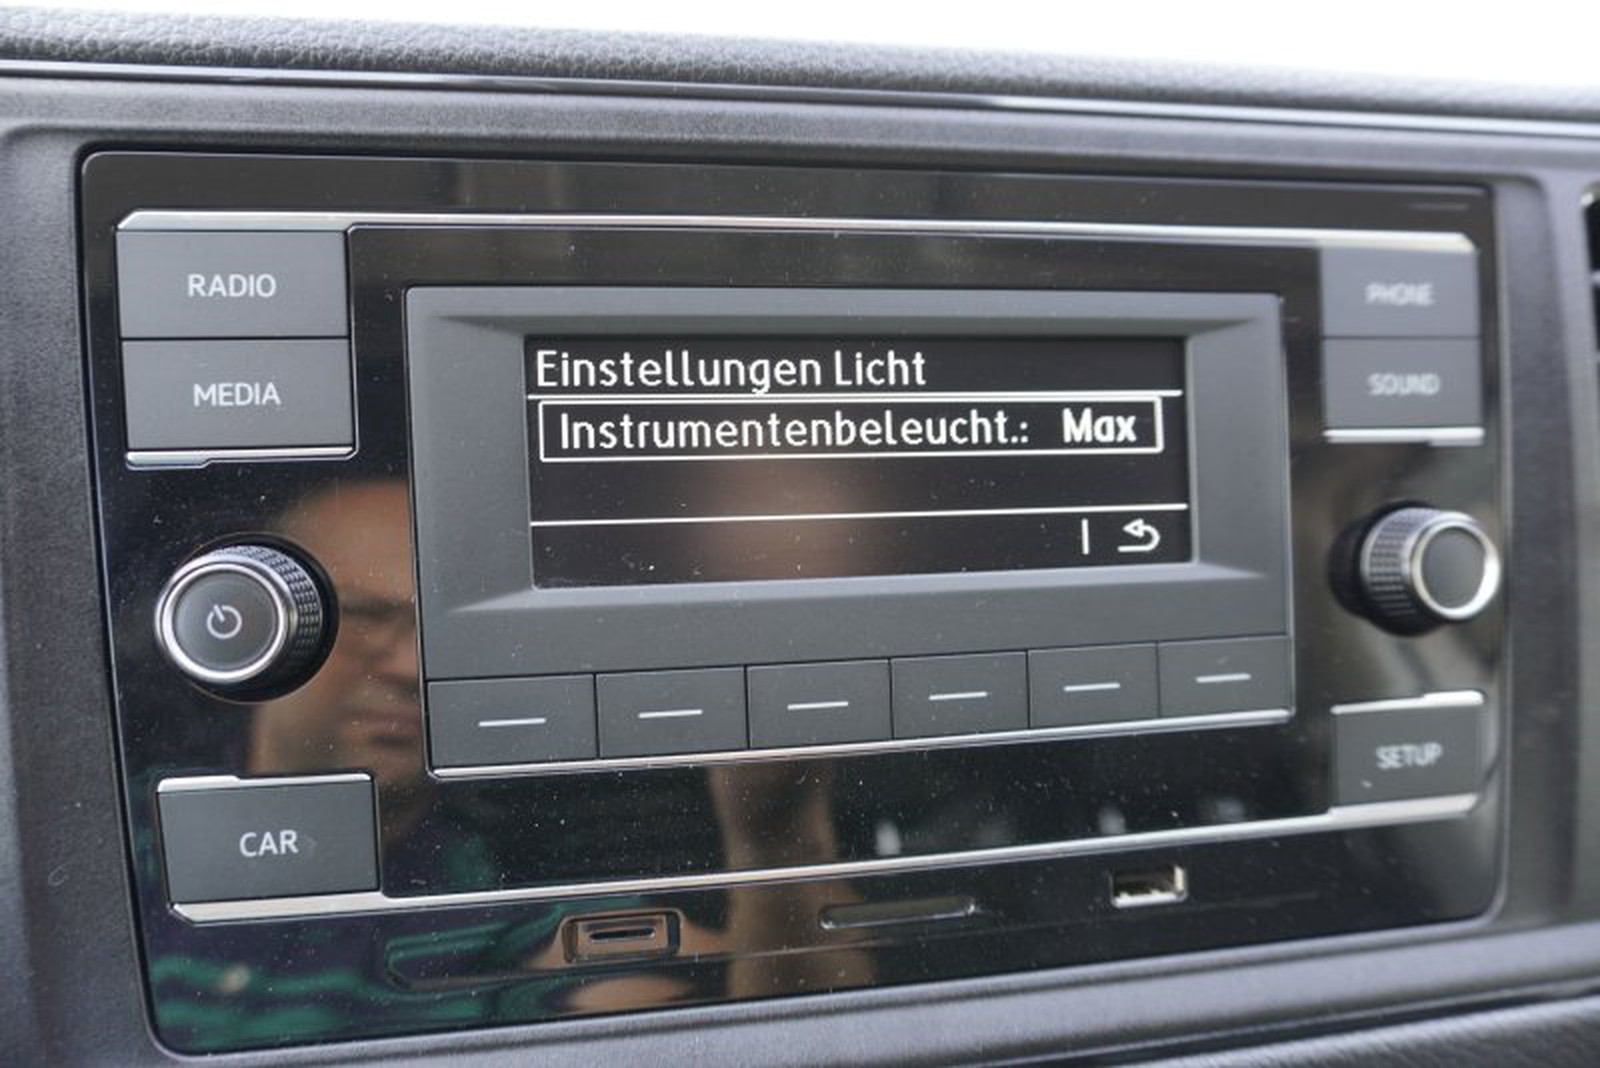 RADIO
MEDIA
Einstellungen Licht
Instrumentenbeleucht.: Max
PHONE
SOUND
CAR
SETUP